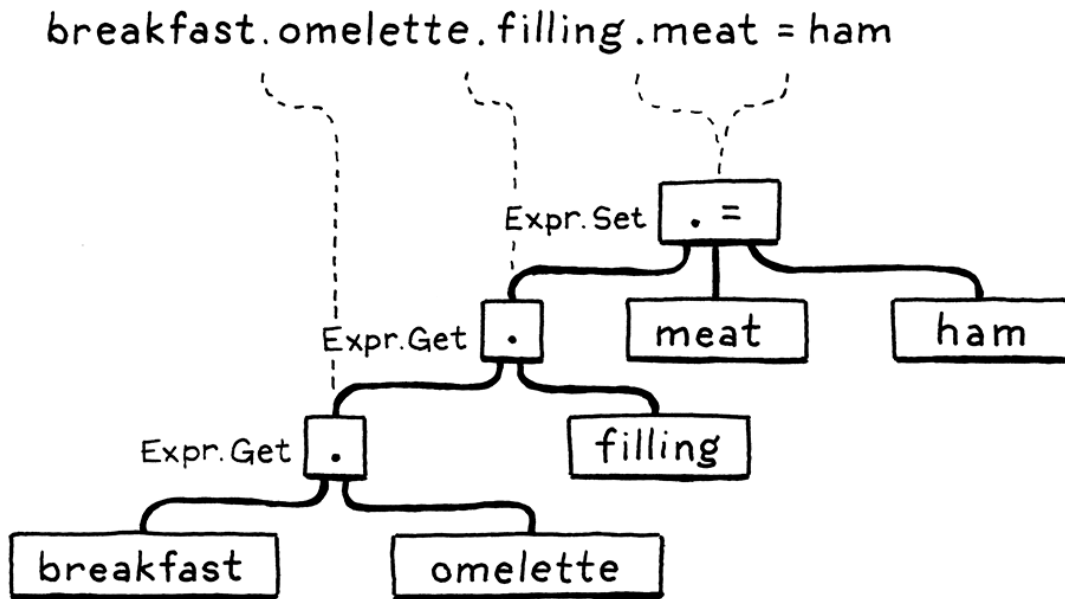 breakfast.omelette.filling.meat = ham
Expr.Set
. =
Expr.Get
.
meat
ham
Expr.Get
.
filling
breakfast
omelette